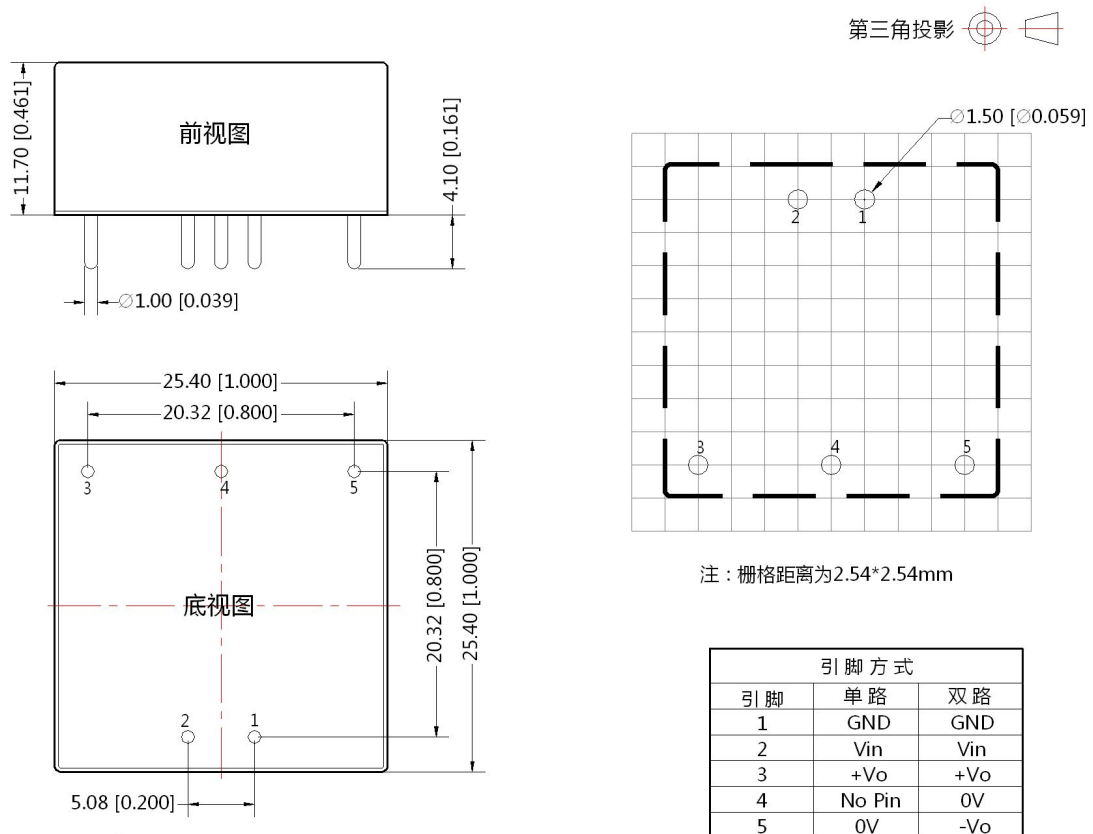 第三角投影
11.70 [0.461]
前视图
4.10 [0.161]
∅1.00 [0.039]
∅1.50 [∅0.059]
2 1
3 4 5
注：栅格距离为2.54*2.54mm
25.40 [1.000]
20.32 [0.800]
3 4 5
底视图
20.32 [0.800]
25.40 [1.000]
2 1
5.08 [0.200]
引脚方式
引脚 单路 双路
1 GND GND
2 Vin Vin
3 +Vo +Vo
4 No Pin 0V
5 0V -Vo